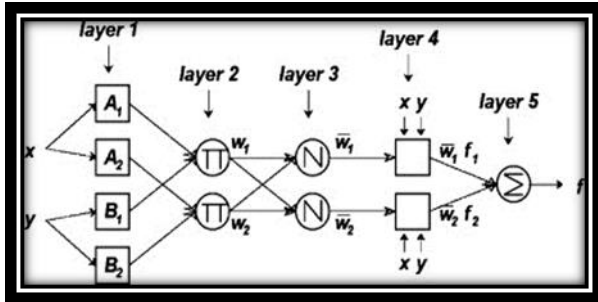 layer 1
layer 2
layer 3
layer 4
layer 5
x y
A₁
x
A₂
Π
w₁
N
w̅₁
w̅₁ f₁
Σ
f
y
B₁
Π
w₂
N
w̅₂
w̅₂ f₂
B₂
x y